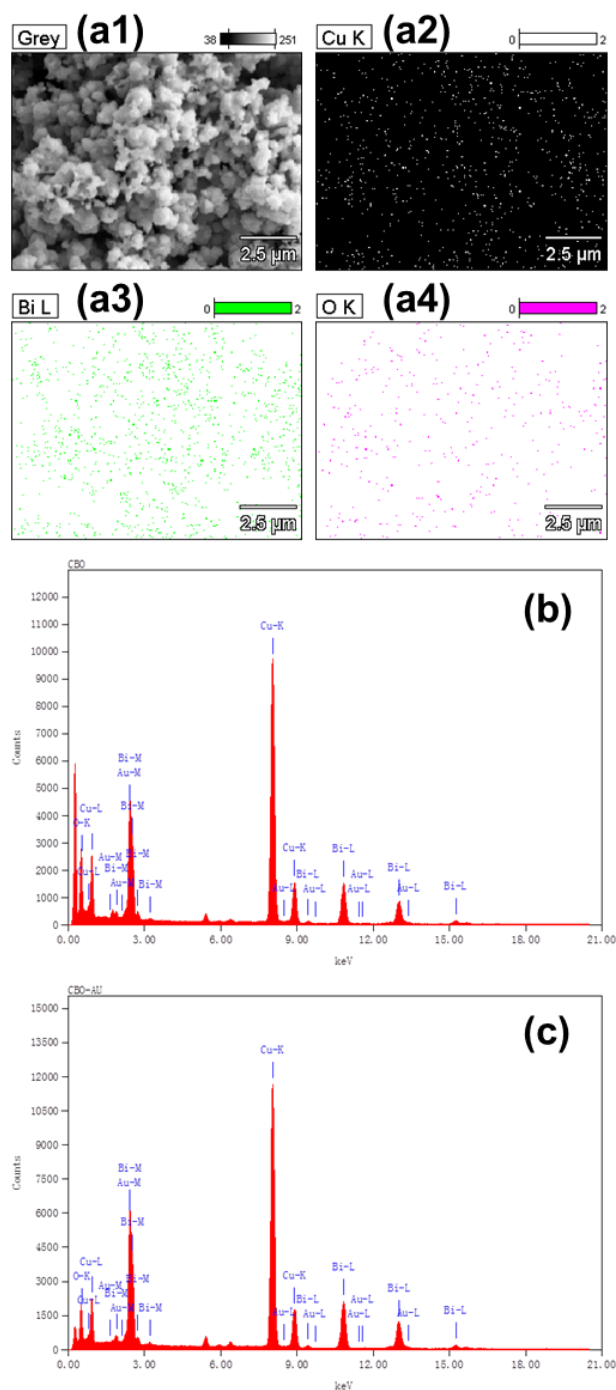 Grey (a1) 38 251
2.5 μm
Cu K (a2) 0 2
2.5 μm
Bi L (a3) 0 2
2.5 μm
O K (a4) 0 2
2.5 μm
CBO
(b)
Counts
12000
11000
10000
9000
8000
7000
6000
5000
4000
3000
2000
1000
0
Cu-K
Bi-M
Au-M
Bi-M
Cu-L
O-K
Bi-M
Au-M
Cu-L
Bi-M
Au-M
Bi-M
Cu-K
Bi-L
Au-L
Au-L
Bi-L
Au-L
Au-L
Bi-L
Au-L
Bi-L
0.00 3.00 6.00 9.00 12.00 15.00 18.00 21.00
keV
CBO-AU
(c)
Counts
15000
13500
12000
10500
9000
7500
6000
4500
3000
1500
0
Cu-K
Bi-M
Au-M
Bi-M
Cu-L
O-K
Bi-M
Au-M
Cu-L
Bi-M
Au-M
Bi-M
Cu-K
Bi-L
Au-L
Au-L
Bi-L
Au-L
Au-L
Bi-L
Au-L
Bi-L
0.00 3.00 6.00 9.00 12.00 15.00 18.00 21.00
keV